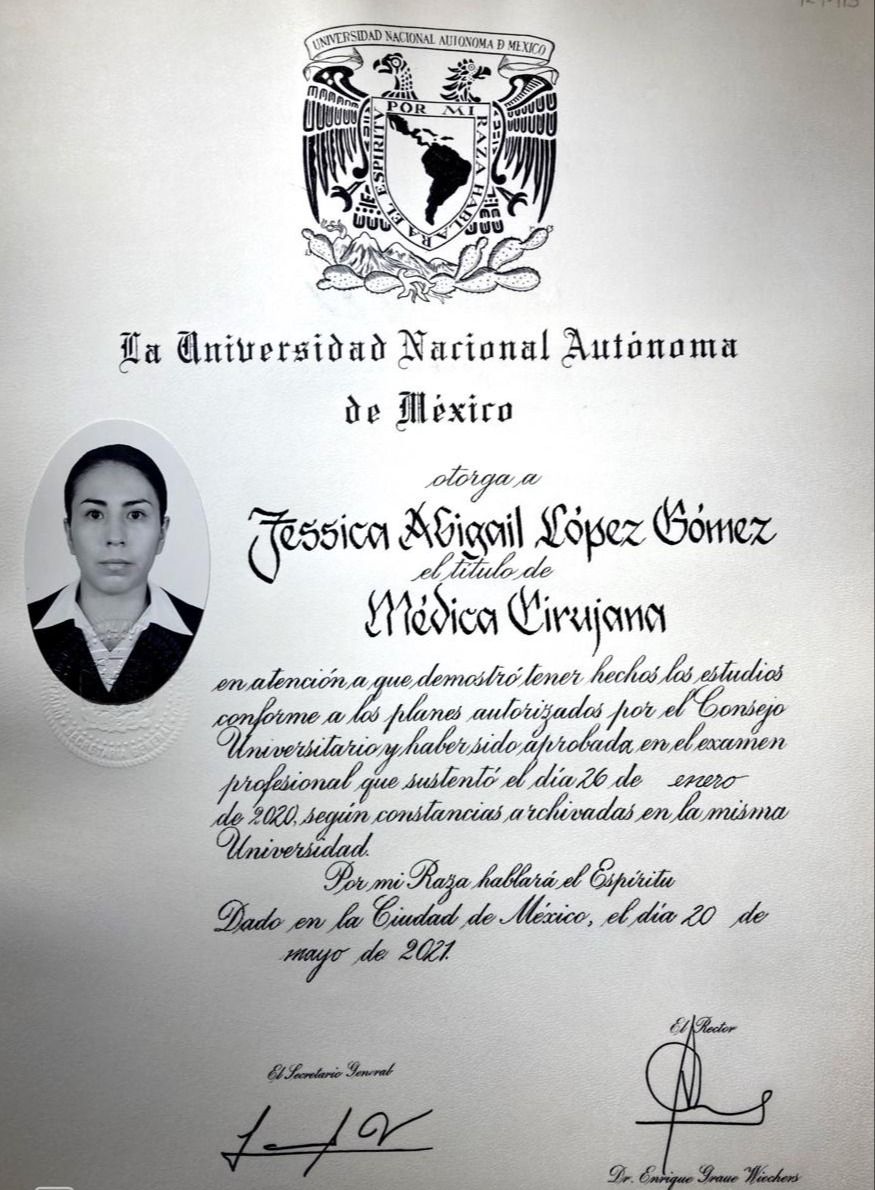 UNIVERSIDAD NACIONAL AUTONOMA D MEXICO
POR MI RAZA HABLARA EL ESPIRITV
La Universidad Nacional Autónoma
de México
otorga a
Jessica Abigail López Gómez
el título de
Médica Cirujana
en atención a que demostró tener hechos los estudios
conforme a los planes autorizados por el Consejo
Universitario y haber sido aprobada en el examen
profesional que sustentó el día 26 de enero
de 2020, según constancias archivadas en la misma
Universidad.
Por mi Raza hablará el Espíritu
Dado en la Ciudad de México, el día 20 de
mayo de 2021.
El Rector
El Secretario General
Dr. Enrique Graue Wiechers